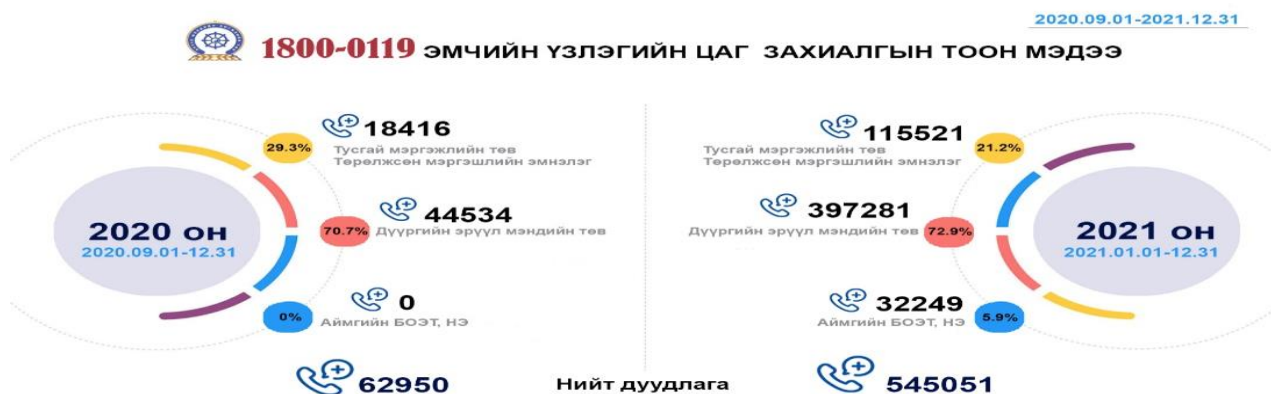 2020.09.01-2021.12.31
1800-0119 ЭМЧИЙН ҮЗЛЭГИЙН ЦАГ ЗАХИАЛГЫН ТООН МЭДЭЭ
29.3%
18416
Тусгай мэргэжлийн төв
Төрөлжсөн мэргэшлийн эмнэлэг
2020 он
2020.09.01-12.31
70.7%
44534
Дүүргийн эрүүл мэндийн төв
0%
0
Аймгийн БОЭТ, НЭ
62950
Нийт дуудлага
115521
Тусгай мэргэжлийн төв
Төрөлжсөн мэргэшлийн эмнэлэг
21.2%
397281
Дүүргийн эрүүл мэндийн төв
72.9%
2021 он
2021.01.01-12.31
32249
Аймгийн БОЭТ, НЭ
5.9%
545051